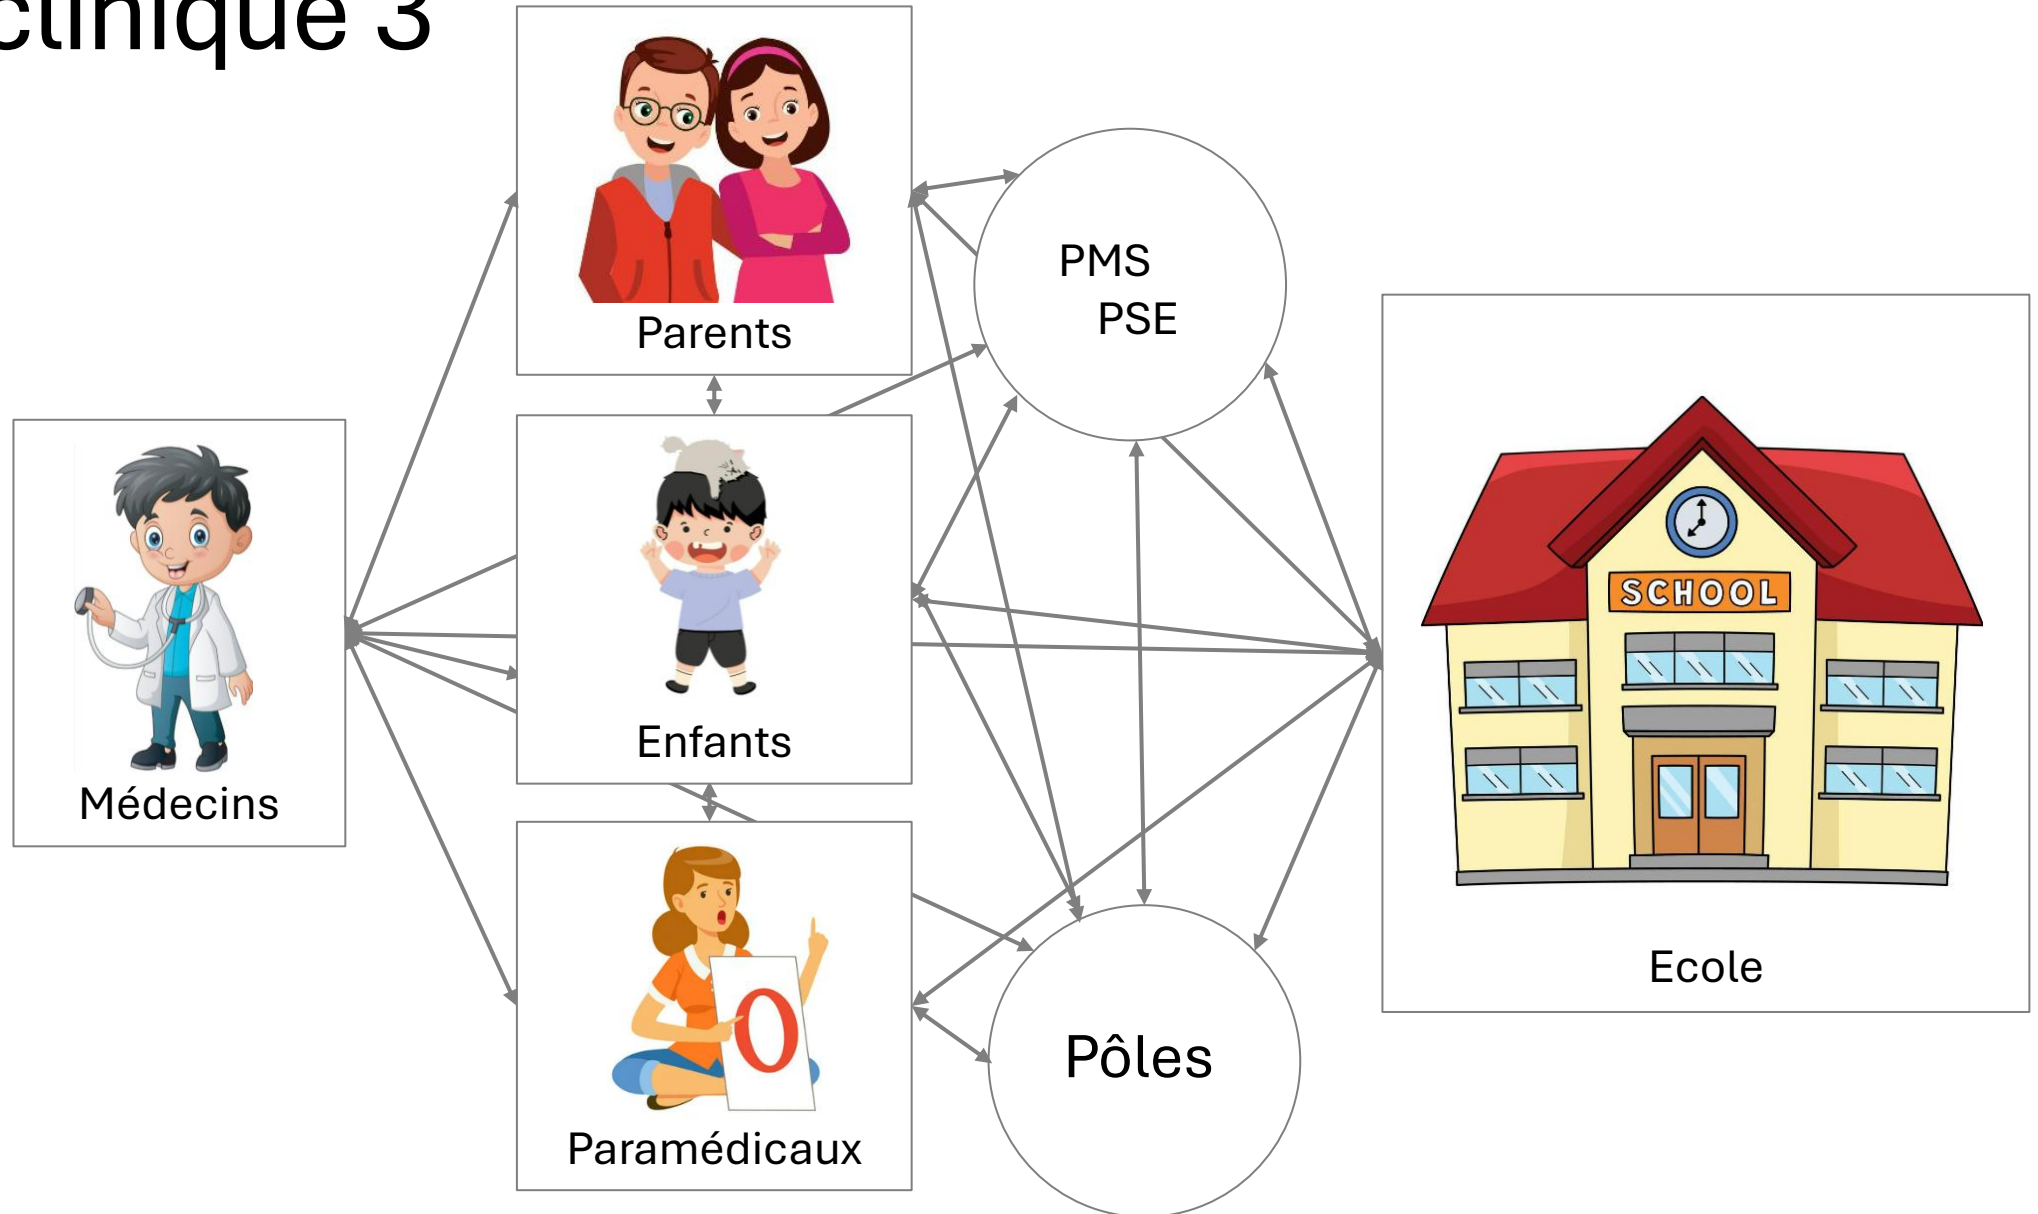 clinique 3
Parents
PMS
PSE
Médecins
Enfants
SCHOOL
Ecole
O
Paramédicaux
Pôles